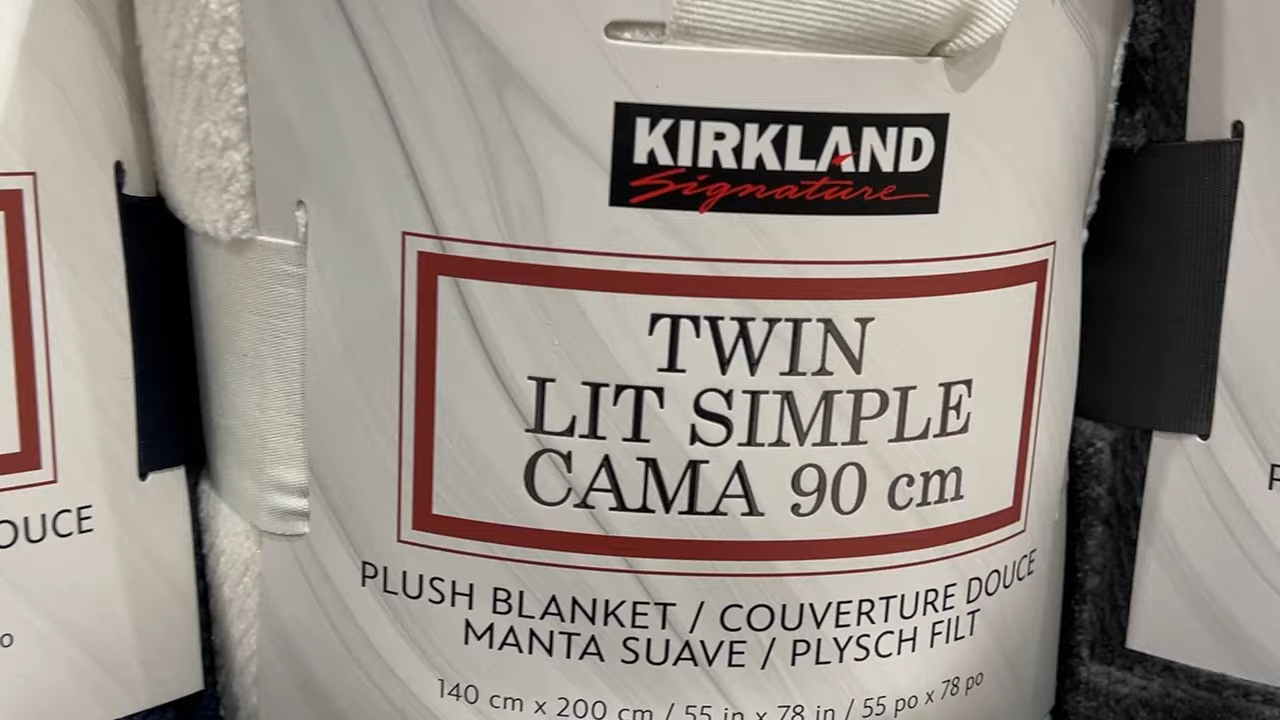 KIRKLAND
Signature
TWIN
LIT SIMPLE
CAMA 90 cm
PLUSH BLANKET / COUVERTURE DOUCE
MANTA SUAVE / PLYSCH FILT
140 cm x 200 cm / 55 in x 78 in / 55 po x 78 po